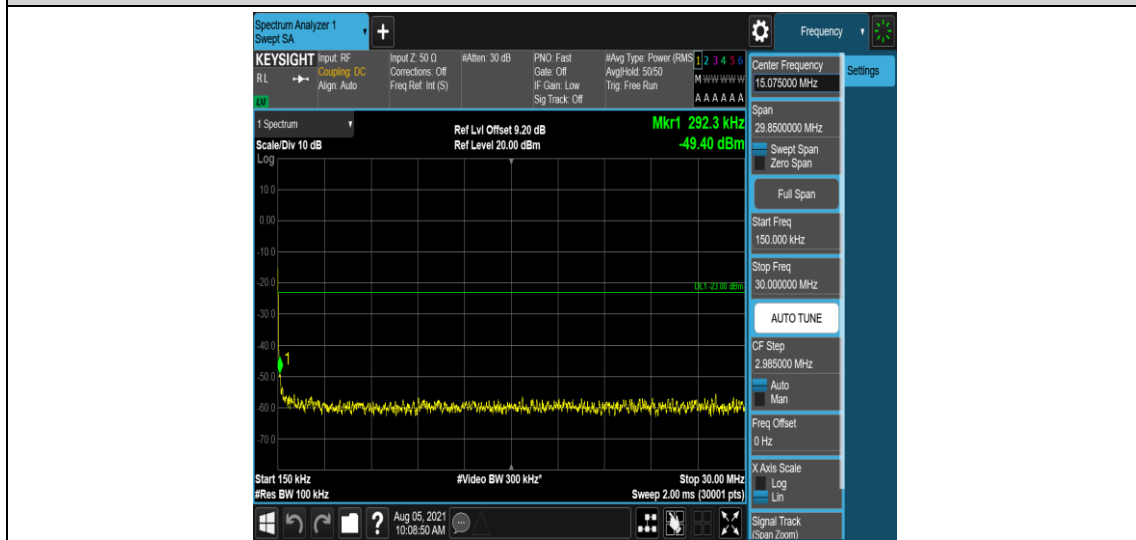 Spectrum Analyzer 1
Swept SA
+
Frequency
KEYSIGHT
Input: RF
Coupling: DC
Align: Auto
Input Z: 50 Ω
Corrections: Off
Freq Ref: Int (S)
#Atten: 30 dB
PNO: Fast
Gate: Off
IF Gain: Low
Sig Track: Off
#Avg Type: Power (RMS
Avg|Hold: 50/50
Trig: Free Run
1 2 3 4 5 6
M W W W W W
A A A A A A
R L
LXI
1 Spectrum
Scale/Div 10 dB
Ref Lvl Offset 9.20 dB
Ref Level 20.00 dBm
Mkr1 292.3 kHz
-49.40 dBm
Log
10.0
0.00
-10.0
-20.0
DL1 -23.00 dBm
-30.0
-40.0
1
-50.0
-60.0
-70.0
Start 150 kHz
#Res BW 100 kHz
#Video BW 300 kHz*
Stop 30.00 MHz
Sweep 2.00 ms (30001 pts)
Center Frequency
15.075000 MHz
Settings
Span
29.8500000 MHz
Swept Span
Zero Span
Full Span
Start Freq
150.000 kHz
Stop Freq
30.000000 MHz
AUTO TUNE
CF Step
2.985000 MHz
Auto
Man
Freq Offset
0 Hz
X Axis Scale
Log
Lin
Signal Track
(Span Zoom)
?
Aug 05, 2021
10:08:50 AM